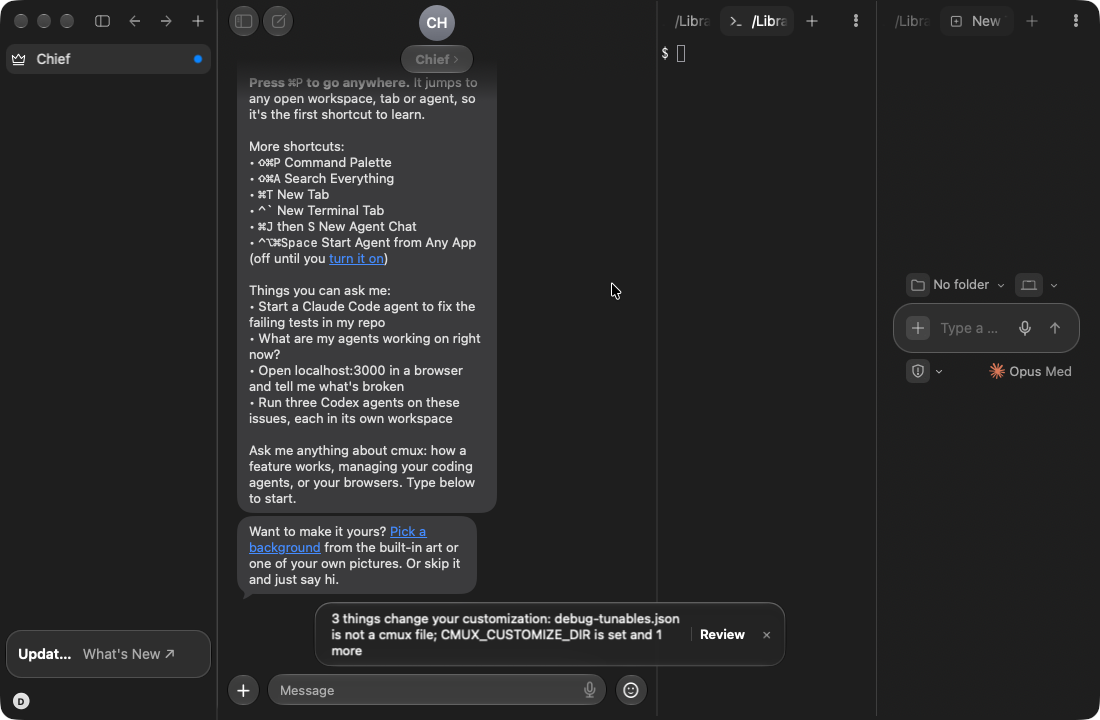 Chief
Updat...
What's New ↗
D
CH
Chief ›
Press ⌘P to go anywhere. It jumps to
any open workspace, tab or agent, so
it's the first shortcut to learn.
More shortcuts:
• ⇧⌘P Command Palette
• ⇧⌘A Search Everything
• ⌘T New Tab
• ^` New Terminal Tab
• ⌘J then S New Agent Chat
• ^⌥⌘Space Start Agent from Any App
(off until you turn it on)
Things you can ask me:
• Start a Claude Code agent to fix the
failing tests in my repo
• What are my agents working on right
now?
• Open localhost:3000 in a browser
and tell me what's broken
• Run three Codex agents on these
issues, each in its own workspace
Ask me anything about cmux: how a
feature works, managing your coding
agents, or your browsers. Type below
to start.
Want to make it yours? Pick a
background from the built-in art or
one of your own pictures. Or skip it
and just say hi.
3 things change your customization: debug-tunables.json
is not a cmux file; CMUX_CUSTOMIZE_DIR is set and 1
more
Review ×
Message
/Libra
/Libra
$
/Libra
New
No folder
Type a ...
Opus Med